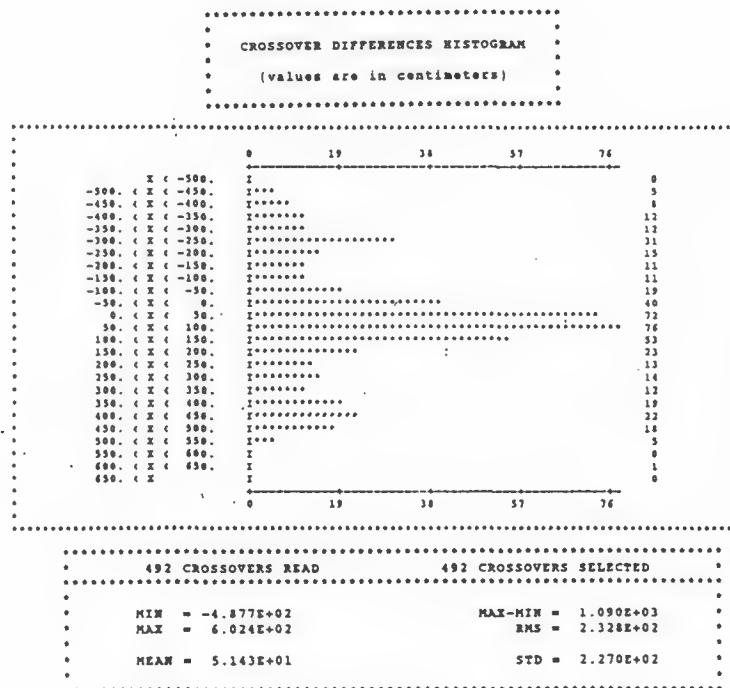 CROSSOVER DIFFERENCES HISTOGRAM
(values are in centimeters)
0 19 38 57 76
X < -500. I 0
-500. < X < -450. I**** 5
-450. < X < -400. I******* 8
-400. < X < -350. I********** 12
-350. < X < -300. I********** 12
-300. < X < -250. I***************************** 31
-250. < X < -200. I************* 15
-200. < X < -150. I********** 11
-150. < X < -100. I********** 11
-100. < X < -50. I****************** 19
-50. < X < 0. I************************************** 40
0. < X < 50. I********************************************************************** 72
50. < X < 100. I************************************************************************** 76
100. < X < 150. I**************************************************** 53
150. < X < 200. I********************* 23
200. < X < 250. I************ 13
250. < X < 300. I************* 14
300. < X < 350. I********** 12
350. < X < 400. I****************** 19
400. < X < 450. I********************* 22
450. < X < 500. I***************** 18
500. < X < 550. I**** 5
550. < X < 600. I 0
600. < X < 650. I 1
650. < X I 0
0 19 38 57 76
492 CROSSOVERS READ 492 CROSSOVERS SELECTED
MIN = -4.877E+02 MAX-MIN = 1.090E+03
MAX = 6.024E+02 RMS = 2.328E+02
MEAN = 5.143E+01 STD = 2.270E+02